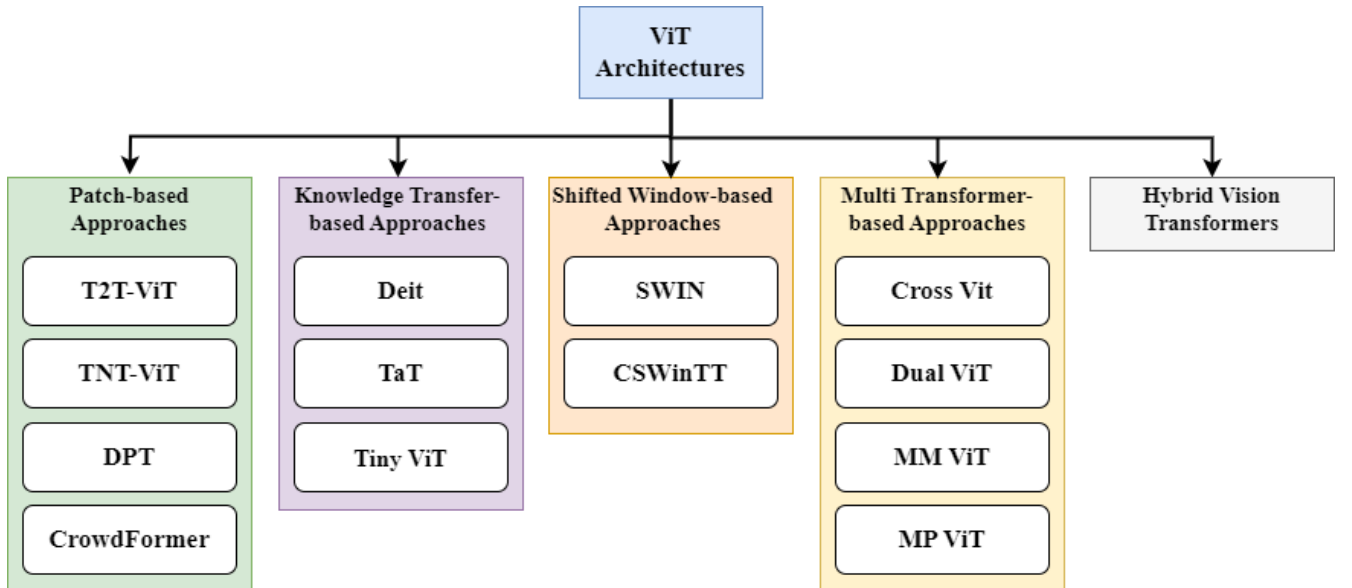 ViT
Architectures
Patch-based
Approaches
T2T-ViT
TNT-ViT
DPT
CrowdFormer
Knowledge Transfer-
based Approaches
Deit
TaT
Tiny ViT
Shifted Window-based
Approaches
SWIN
CSWinTT
Multi Transformer-
based Approaches
Cross Vit
Dual ViT
MM ViT
MP ViT
Hybrid Vision
Transformers